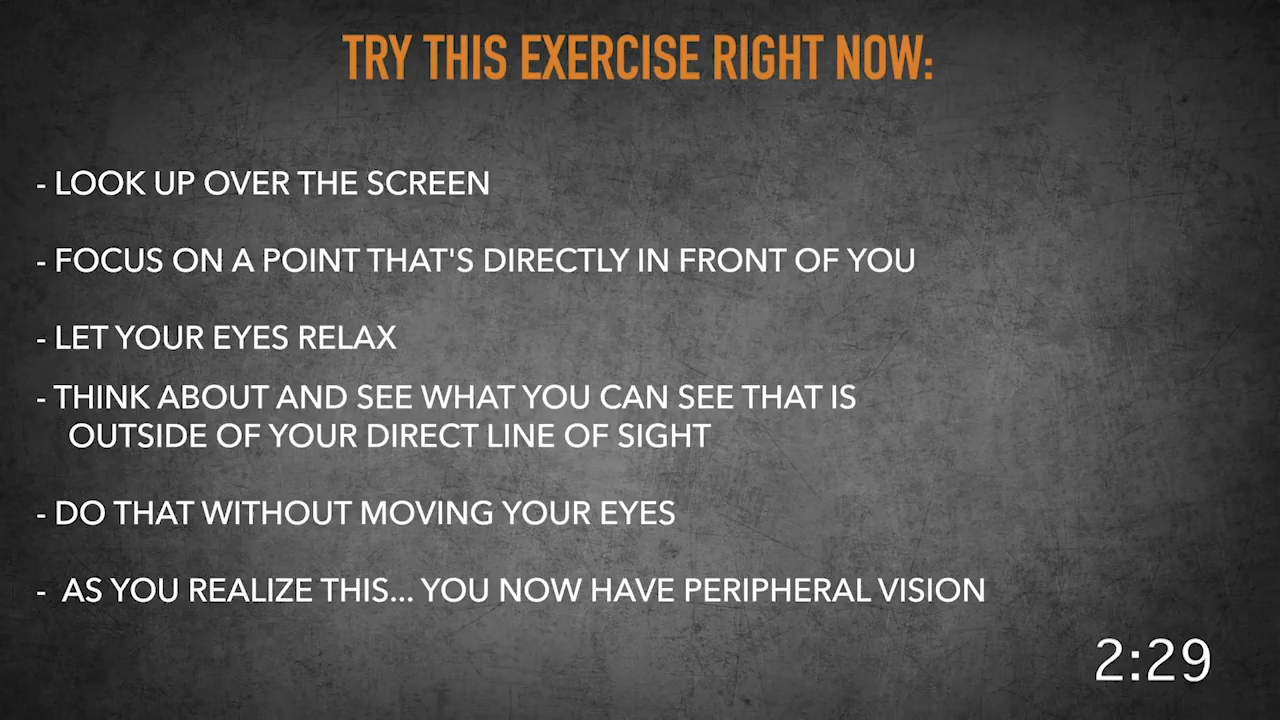 TRY THIS EXERCISE RIGHT NOW:
- LOOK UP OVER THE SCREEN
- FOCUS ON A POINT THAT'S DIRECTLY IN FRONT OF YOU
- LET YOUR EYES RELAX
- THINK ABOUT AND SEE WHAT YOU CAN SEE THAT IS
OUTSIDE OF YOUR DIRECT LINE OF SIGHT
- DO THAT WITHOUT MOVING YOUR EYES
- AS YOU REALIZE THIS... YOU NOW HAVE PERIPHERAL VISION
2:29